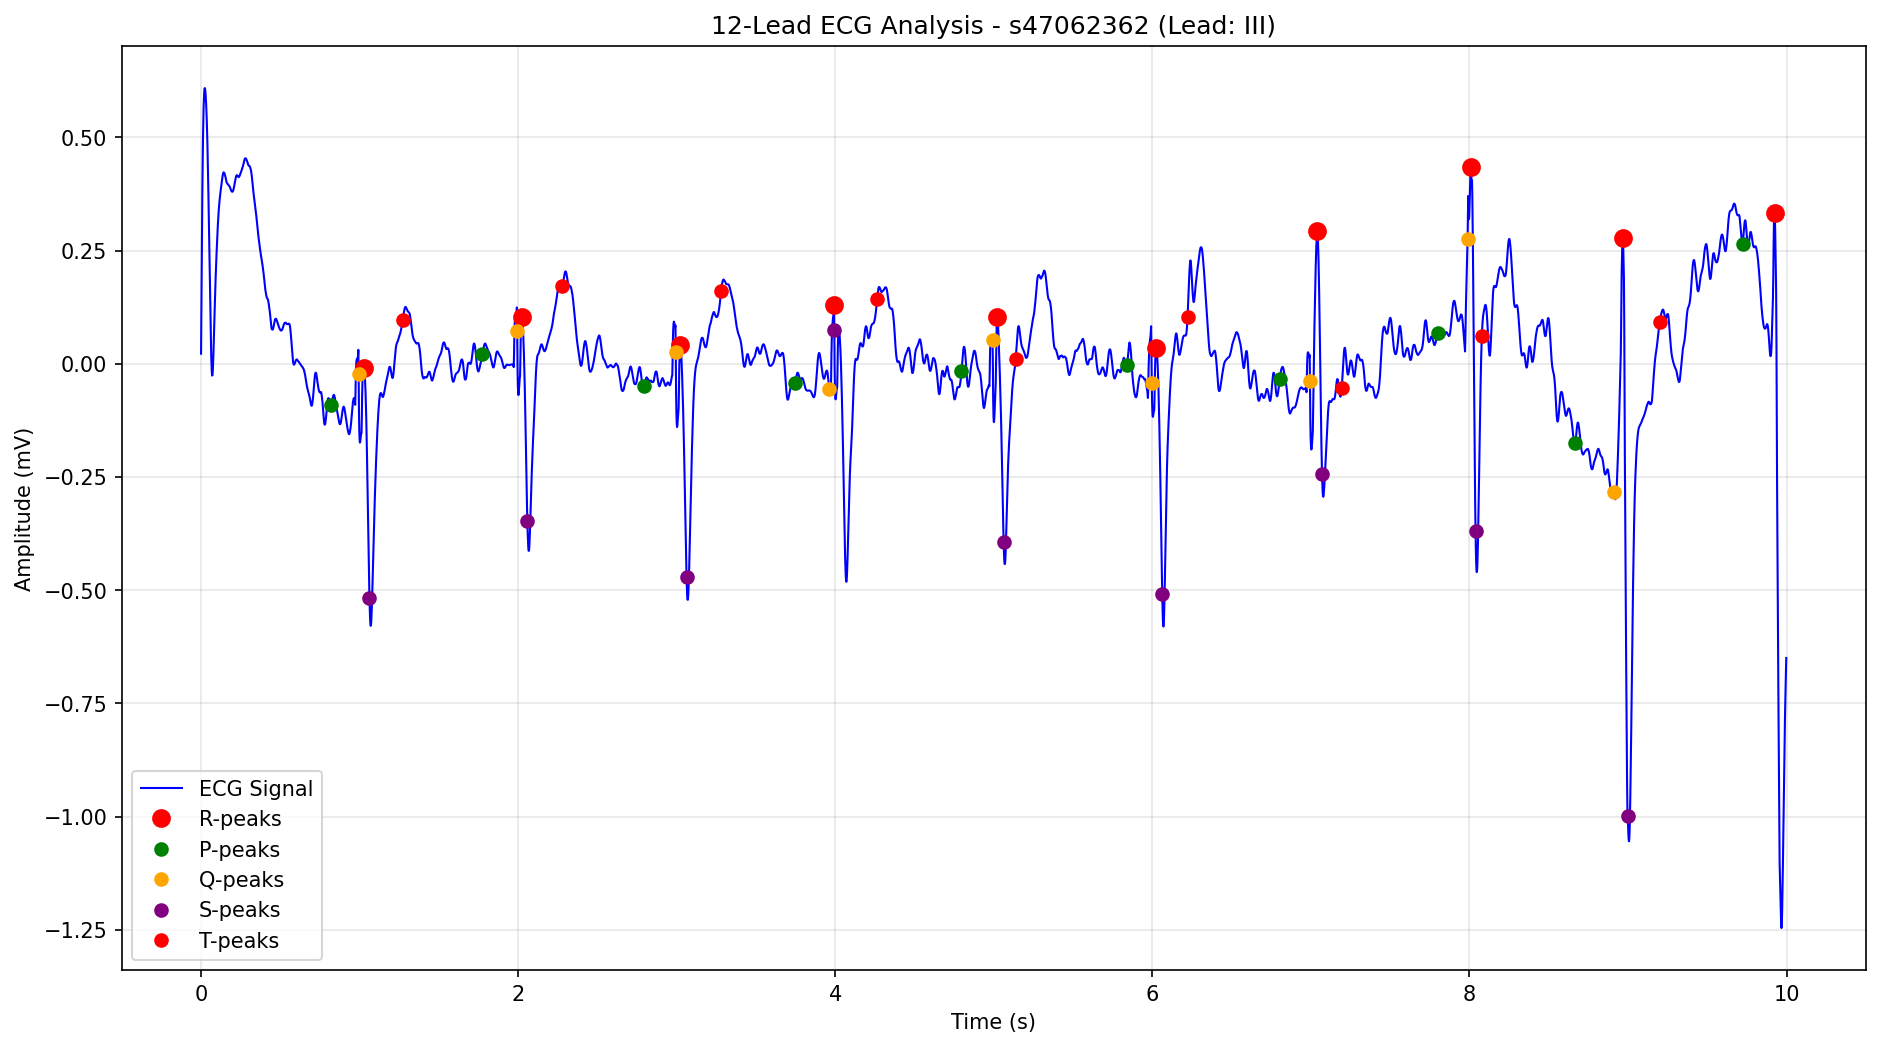 12-Lead ECG Analysis - s47062362 (Lead: III)
Amplitude (mV)
0.50
0.25
0.00
−0.25
−0.50
−0.75
−1.00
−1.25
ECG Signal
R-peaks
P-peaks
Q-peaks
S-peaks
T-peaks
0 2 4 6 8 10
Time (s)